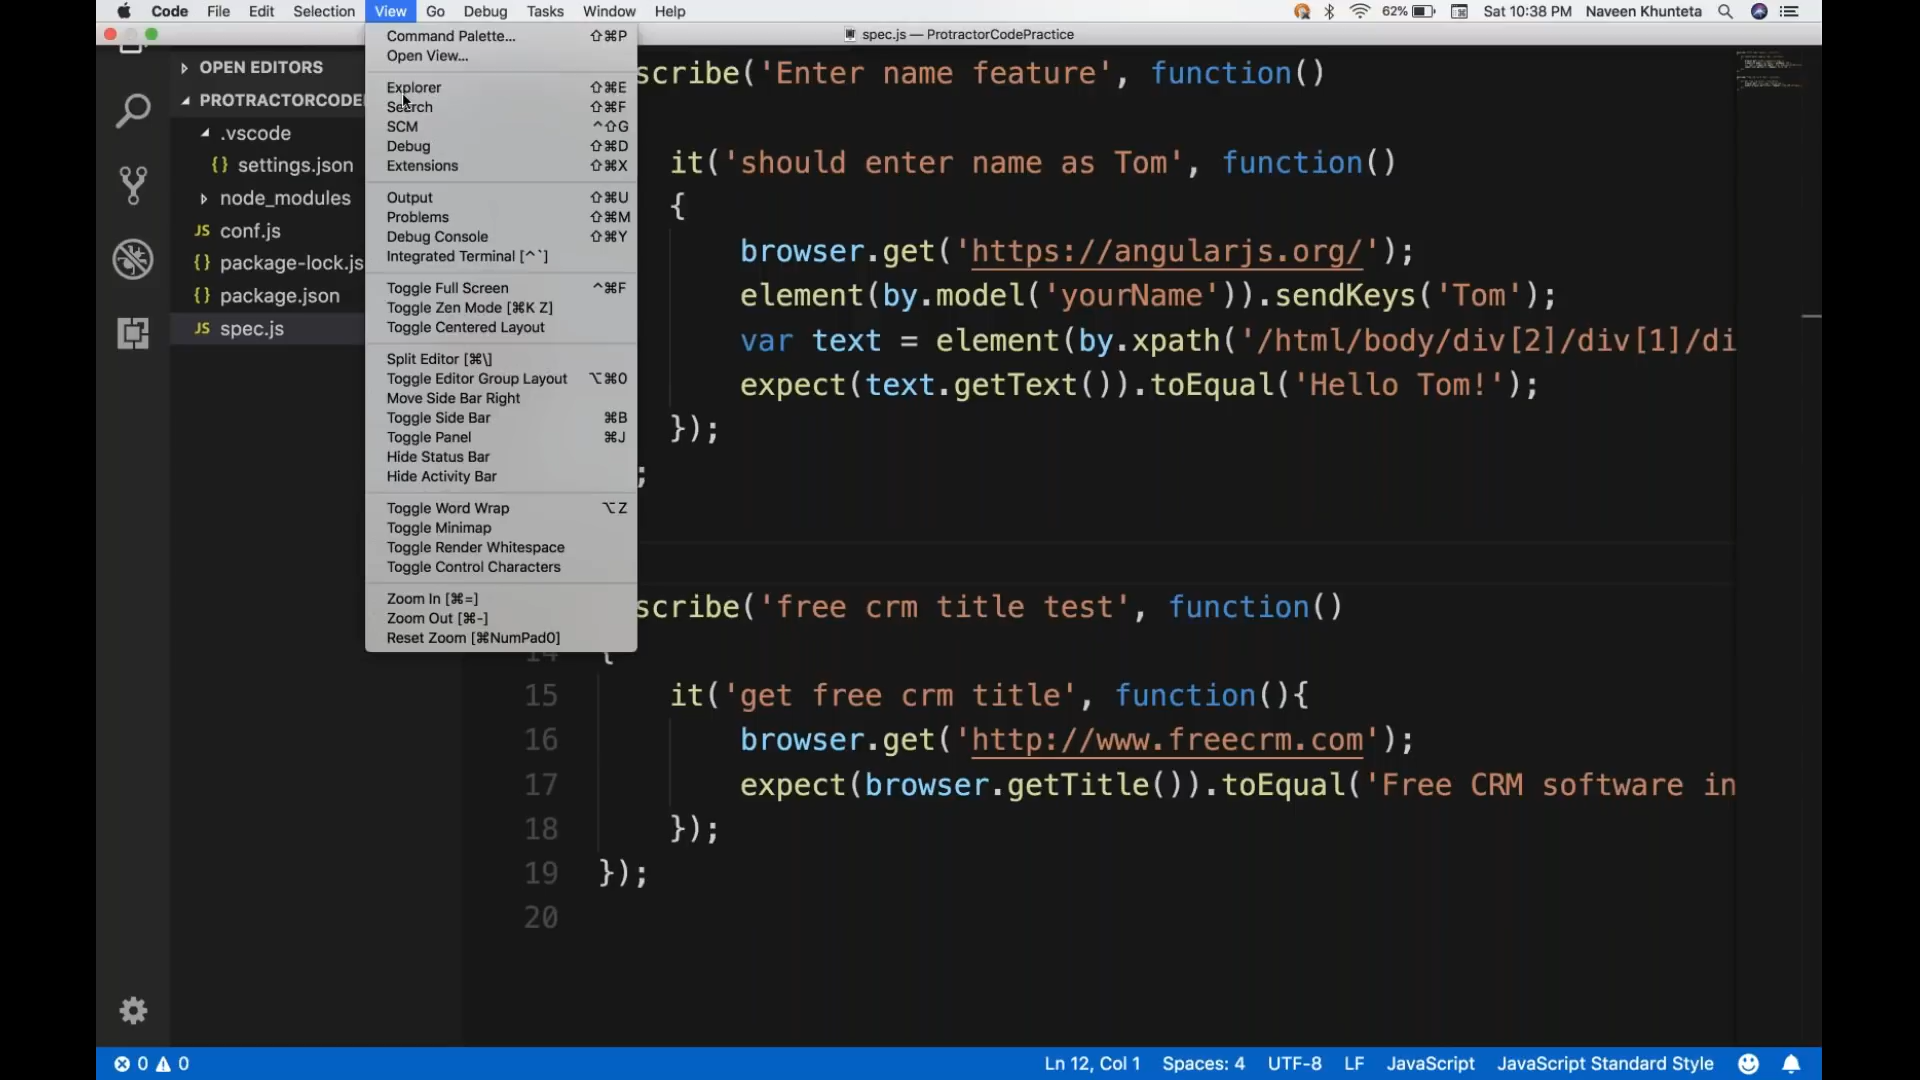 Code File Edit Selection View Go Debug Tasks Window Help 62% Sat 10:38 PM Naveen Khunteta
spec.js — ProtractorCodePractice
OPEN EDITORS
PROTRACTORCODE
.vscode
{} settings.json
node_modules
JS conf.js
{} package-lock.js
{} package.json
JS spec.js
Command Palette... ⇧⌘P
Open View...
Explorer ⇧⌘E
Search ⇧⌘F
SCM ^⇧G
Debug ⇧⌘D
Extensions ⇧⌘X
Output ⇧⌘U
Problems ⇧⌘M
Debug Console ⇧⌘Y
Integrated Terminal [^`]
Toggle Full Screen ^⌘F
Toggle Zen Mode [⌘K Z]
Toggle Centered Layout
Split Editor [⌘\]
Toggle Editor Group Layout ⌥⌘0
Move Side Bar Right
Toggle Side Bar ⌘B
Toggle Panel ⌘J
Hide Status Bar
Hide Activity Bar
Toggle Word Wrap ⌥Z
Toggle Minimap
Toggle Render Whitespace
Toggle Control Characters
Zoom In [⌘=]
Zoom Out [⌘-]
Reset Zoom [⌘NumPad0]
scribe('Enter name feature', function()
it('should enter name as Tom', function()
{
browser.get('https://angularjs.org/');
element(by.model('yourName')).sendKeys('Tom');
var text = element(by.xpath('/html/body/div[2]/div[1]/di
expect(text.getText()).toEqual('Hello Tom!');
});
;
scribe('free crm title test', function()
14 {
15 it('get free crm title', function(){
16 browser.get('http://www.freecrm.com');
17 expect(browser.getTitle()).toEqual('Free CRM software in
18 });
19 });
20
0 0 Ln 12, Col 1 Spaces: 4 UTF-8 LF JavaScript JavaScript Standard Style